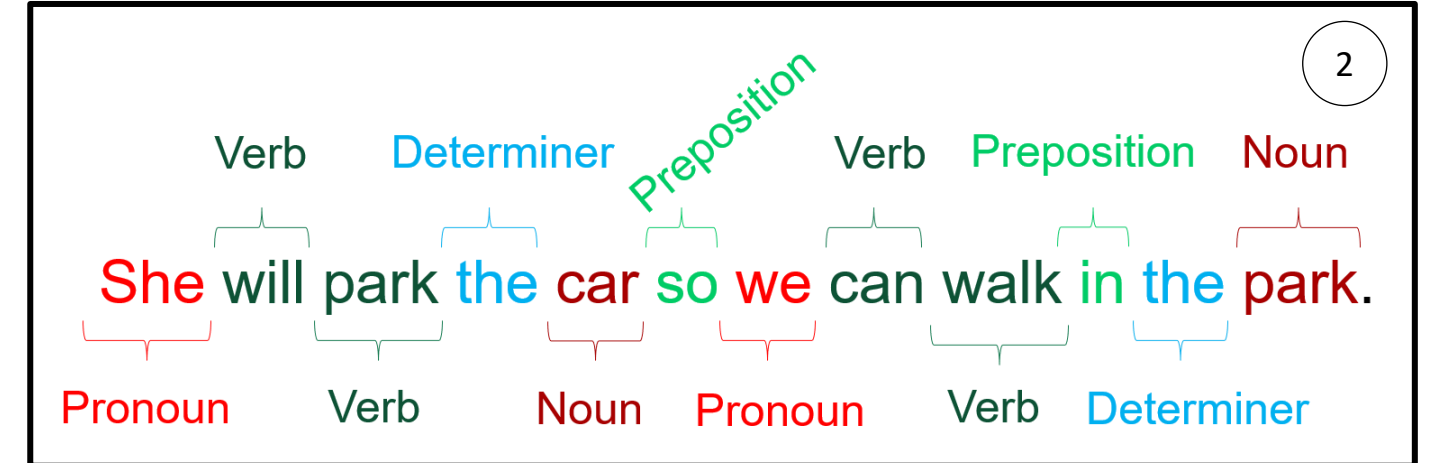 2
Preposition
Verb Determiner Verb Preposition Noun
She will park the car so we can walk in the park.
Pronoun Verb Noun Pronoun Verb Determiner